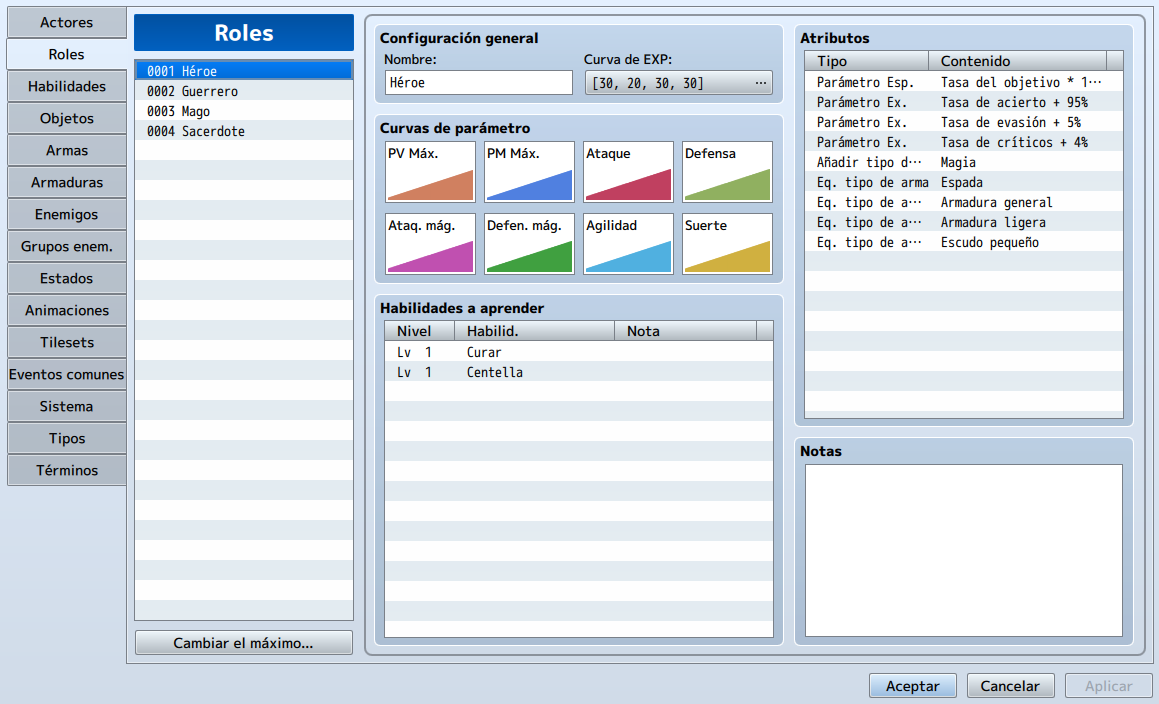 Actores
Roles
Habilidades
Objetos
Armas
Armaduras
Enemigos
Grupos enem.
Estados
Animaciones
Tilesets
Eventos comunes
Sistema
Tipos
Términos
Roles
0001 Héroe
0002 Guerrero
0003 Mago
0004 Sacerdote
Cambiar el máximo...
Configuración general
Nombre:
Curva de EXP:
Héroe
[30, 20, 30, 30] ...
Curvas de parámetro
PV Máx.
PM Máx.
Ataque
Defensa
Ataq. mág.
Defen. mág.
Agilidad
Suerte
Habilidades a aprender
Nivel Habilid. Nota
Lv 1 Curar
Lv 1 Centella
Atributos
Tipo Contenido
Parámetro Esp. Tasa del objetivo * 1...
Parámetro Ex. Tasa de acierto + 95%
Parámetro Ex. Tasa de evasión + 5%
Parámetro Ex. Tasa de críticos + 4%
Añadir tipo d... Magia
Eq. tipo de arma Espada
Eq. tipo de a... Armadura general
Eq. tipo de a... Armadura ligera
Eq. tipo de a... Escudo pequeño
Notas
Aceptar
Cancelar
Aplicar